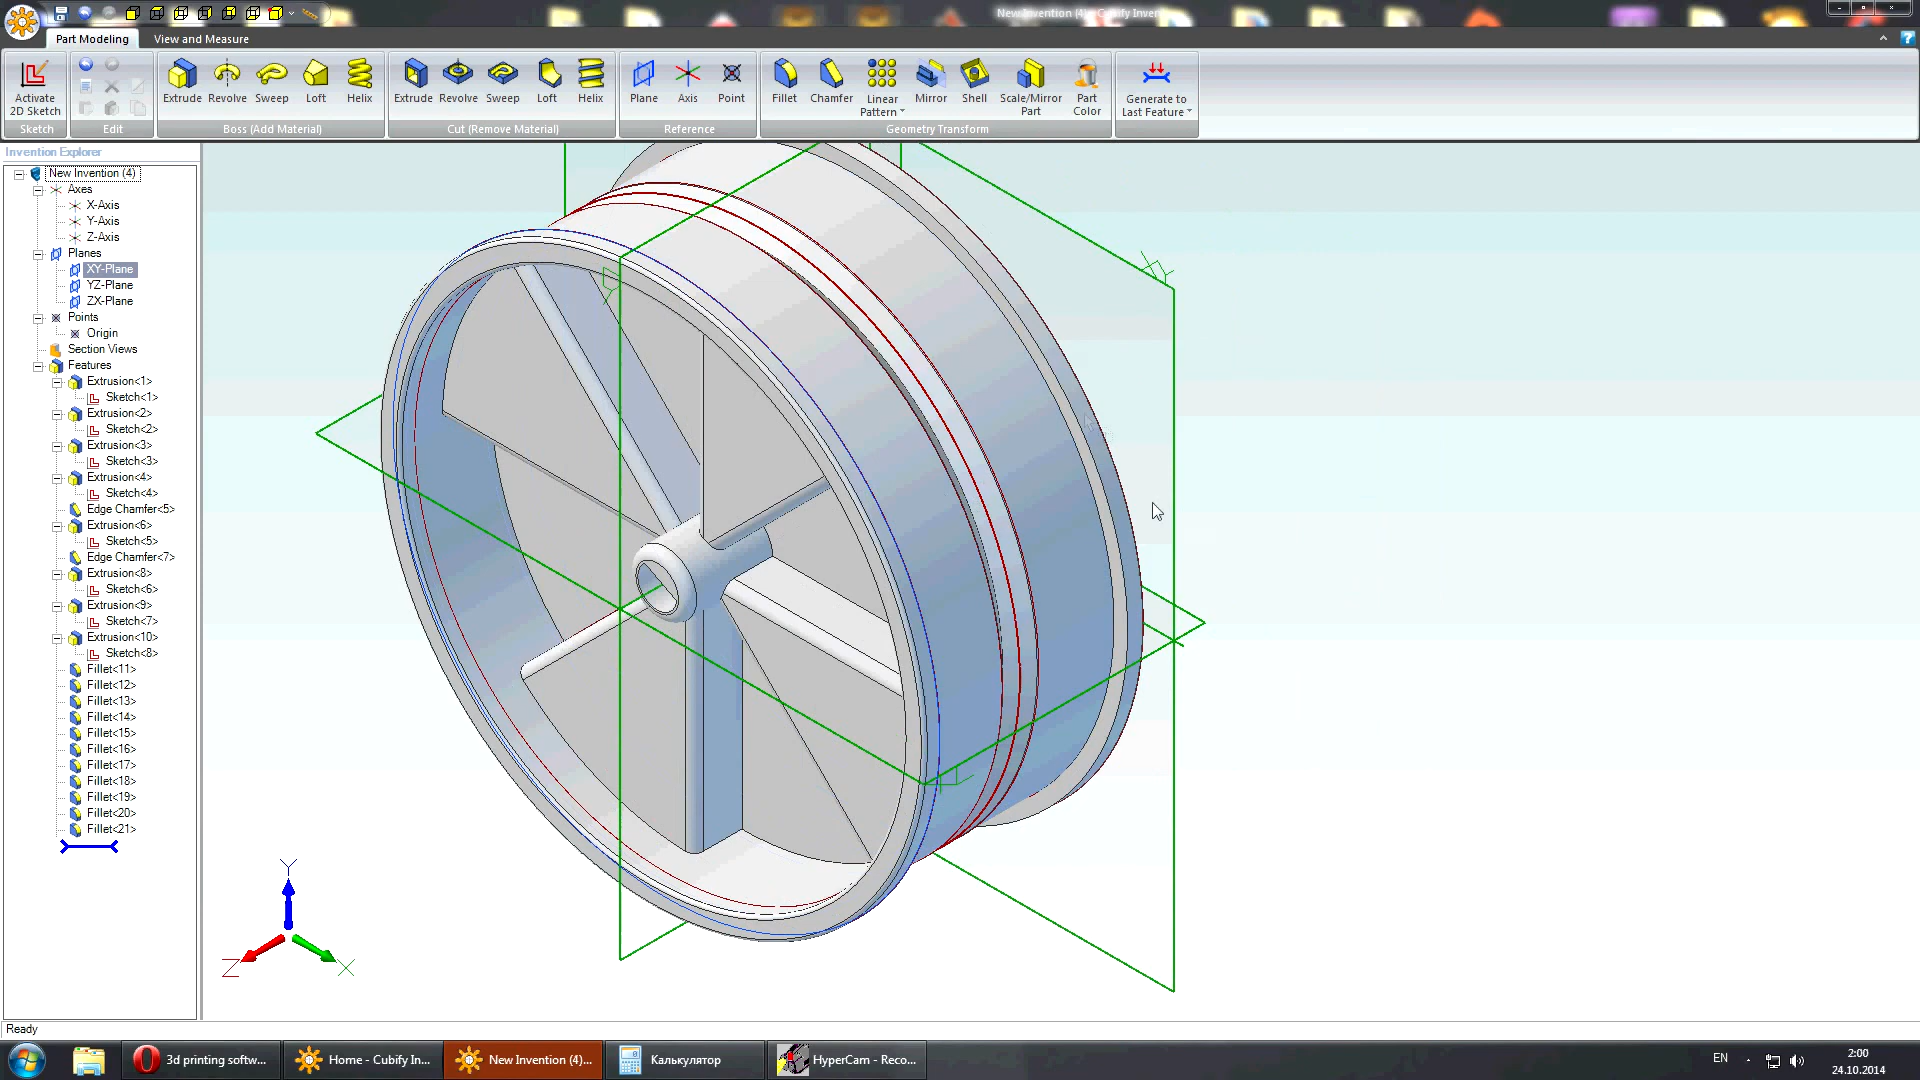 New Invention (4) - Cubify Inven
Part Modeling
View and Measure
Activate 2D Sketch
Extrude
Revolve
Sweep
Loft
Helix
Extrude
Revolve
Sweep
Loft
Helix
Plane
Axis
Point
Fillet
Chamfer
Linear Pattern
Mirror
Shell
Scale/Mirror Part
Part Color
Generate to Last Feature
Sketch
Edit
Boss (Add Material)
Cut (Remove Material)
Reference
Geometry Transform
Invention Explorer
New Invention (4)
Axes
X-Axis
Y-Axis
Z-Axis
Planes
XY-Plane
YZ-Plane
ZX-Plane
Points
Origin
Section Views
Features
Extrusion<1>
Sketch<1>
Extrusion<2>
Sketch<2>
Extrusion<3>
Sketch<3>
Extrusion<4>
Sketch<4>
Edge Chamfer<5>
Extrusion<6>
Sketch<5>
Edge Chamfer<7>
Extrusion<8>
Sketch<6>
Extrusion<9>
Sketch<7>
Extrusion<10>
Sketch<8>
Fillet<11>
Fillet<12>
Fillet<13>
Fillet<14>
Fillet<15>
Fillet<16>
Fillet<17>
Fillet<18>
Fillet<19>
Fillet<20>
Fillet<21>
Y
Z
X
Ready
3d printing softw...
Home - Cubify In...
New Invention (4)...
Калькулятор
HyperCam - Reco...
EN
2:00
24.10.2014